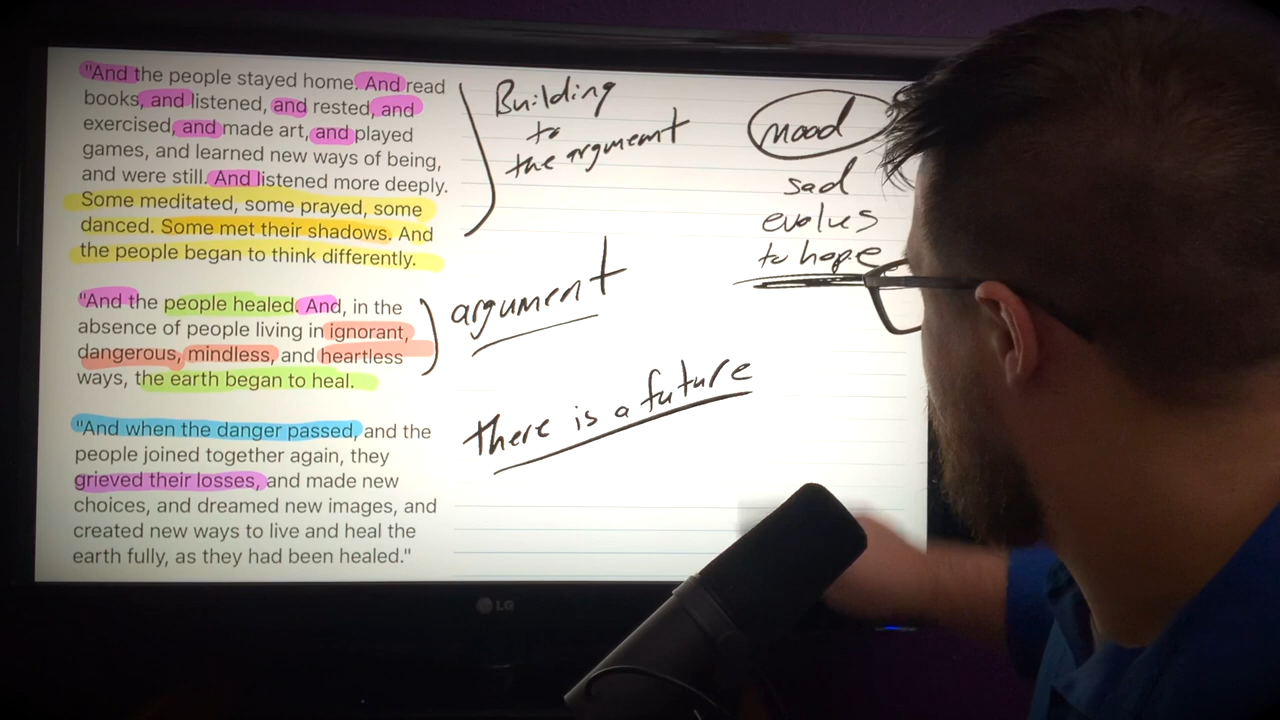 "And the people stayed home. And read
books, and listened, and rested, and
exercised, and made art, and played
games, and learned new ways of being,
and were still. And listened more deeply.
Some meditated, some prayed, some
danced. Some met their shadows. And
the people began to think differently.
"And the people healed. And, in the
absence of people living in ignorant,
dangerous, mindless, and heartless
ways, the earth began to heal.
"And when the danger passed, and the
people joined together again, they
grieved their losses, and made new
choices, and dreamed new images, and
created new ways to live and heal the
earth fully, as they had been healed."
Building
to
the argument
argument
there is a future
mood
sad
evolves
to hope
LG